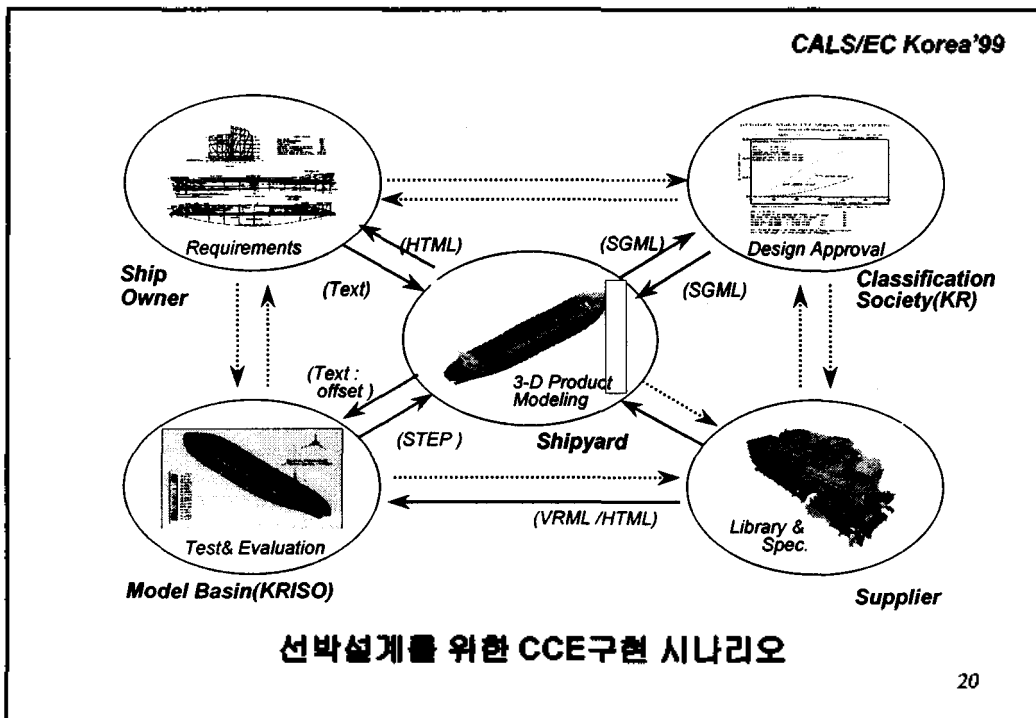 CALS/EC Korea'99
Requirements
Ship
Owner
(HTML)
(Text)
(SGML)
(SGML)
Design Approval
Classification
Society(KR)
3-D Product
Modeling
Shipyard
(Text :
offset )
(STEP )
Test& Evaluation
Model Basin(KRISO)
(VRML /HTML)
Library &
Spec.
Supplier
선박설계를 위한 CCE구현 시나리오
20